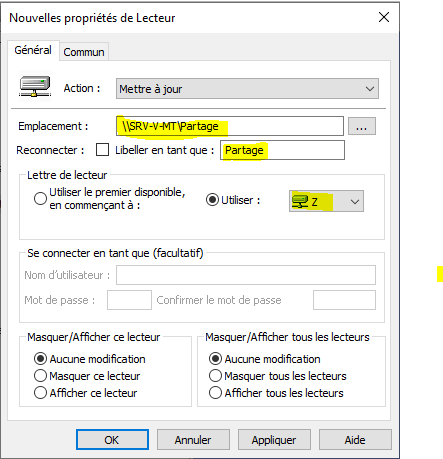 Nouvelles propriétés de Lecteur
Général Commun
Action : Mettre à jour
Emplacement : \\SRV-V-MT\Partage ...
Reconnecter : Libeller en tant que : Partage
Lettre de lecteur
Utiliser le premier disponible,
en commençant à :
Utiliser : Z
Se connecter en tant que (facultatif)
Nom d'utilisateur :
Mot de passe : Confirmer le mot de passe
Masquer/Afficher ce lecteur
Aucune modification
Masquer ce lecteur
Afficher ce lecteur
Masquer/Afficher tous les lecteurs
Aucune modification
Masquer tous les lecteurs
Afficher tous les lecteurs
OK Annuler Appliquer Aide